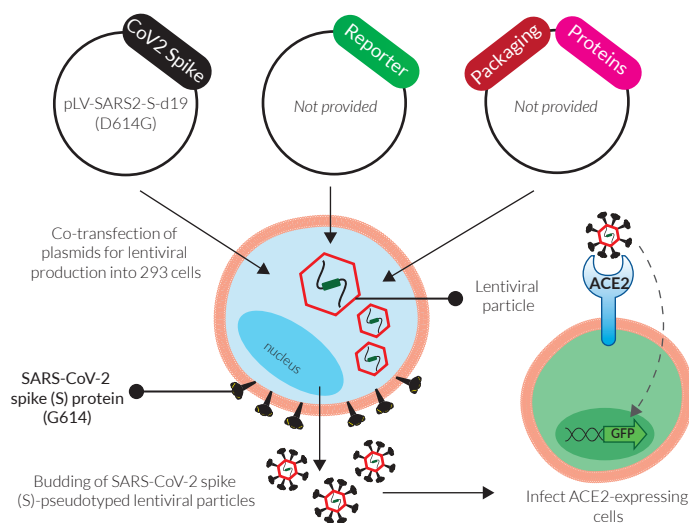 CoV2 Spike
pLV-SARS2-S-d19
(D614G)
Reporter
Not provided
Packaging
Proteins
Not provided
Co-transfection of
plasmids for lentiviral
production into 293 cells
Lentiviral
particle
ACE2
nucleus
SARS-CoV-2
spike (S) protein
(G614)
GFP
Budding of SARS-CoV-2 spike
(S)-pseudotyped lentiviral particles
Infect ACE2-expressing
cells